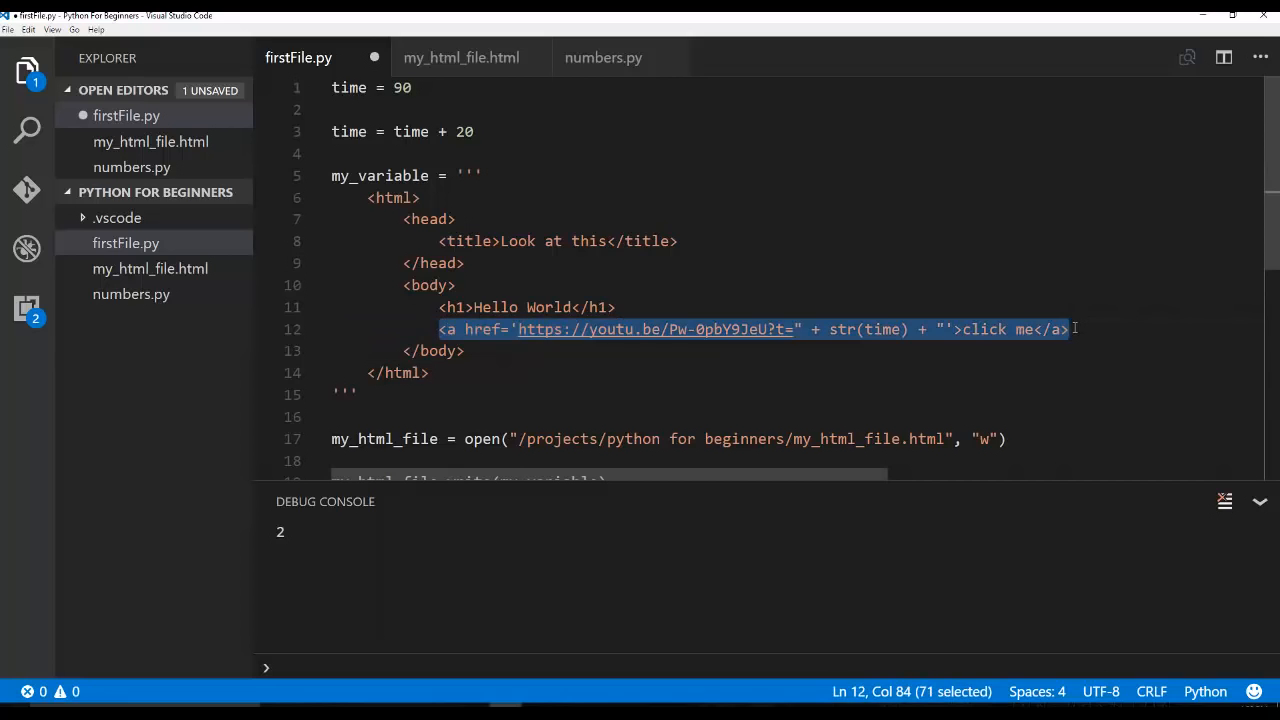 firstFile.py - Python For Beginners - Visual Studio Code
File Edit View Go Help
EXPLORER
OPEN EDITORS 1 UNSAVED
firstFile.py
my_html_file.html
numbers.py
PYTHON FOR BEGINNERS
.vscode
firstFile.py
my_html_file.html
numbers.py
1
2
2
firstFile.py my_html_file.html numbers.py
1 time = 90
2
3 time = time + 20
4
5 my_variable = '''
6 <html>
7 <head>
8 <title>Look at this</title>
9 </head>
10 <body>
11 <h1>Hello World</h1>
12 <a href='https://youtu.be/Pw-0pbY9JeU?t=" + str(time) + "'>click me</a>
13 </body>
14 </html>
15 '''
16
17 my_html_file = open("/projects/python for beginners/my_html_file.html", "w")
18
my_html_file.write(my_variable)
DEBUG CONSOLE
2
0 0 Ln 12, Col 84 (71 selected) Spaces: 4 UTF-8 CRLF Python